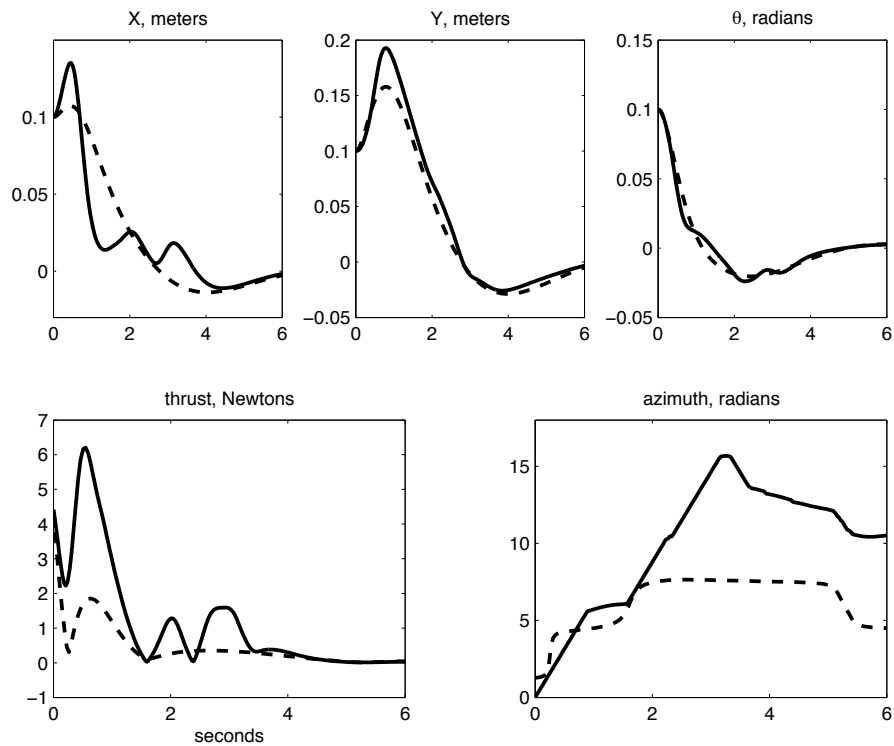 X, meters
Y, meters
θ, radians
0.1
0.05
0
0 2 4 6
0.2
0.15
0.1
0.05
0
−0.05
0 2 4 6
0.15
0.1
0.05
0
−0.05
0 2 4 6
thrust, Newtons
7
6
5
4
3
2
1
0
−1
0 2 4 6
seconds
azimuth, radians
15
10
5
0
0 2 4 6